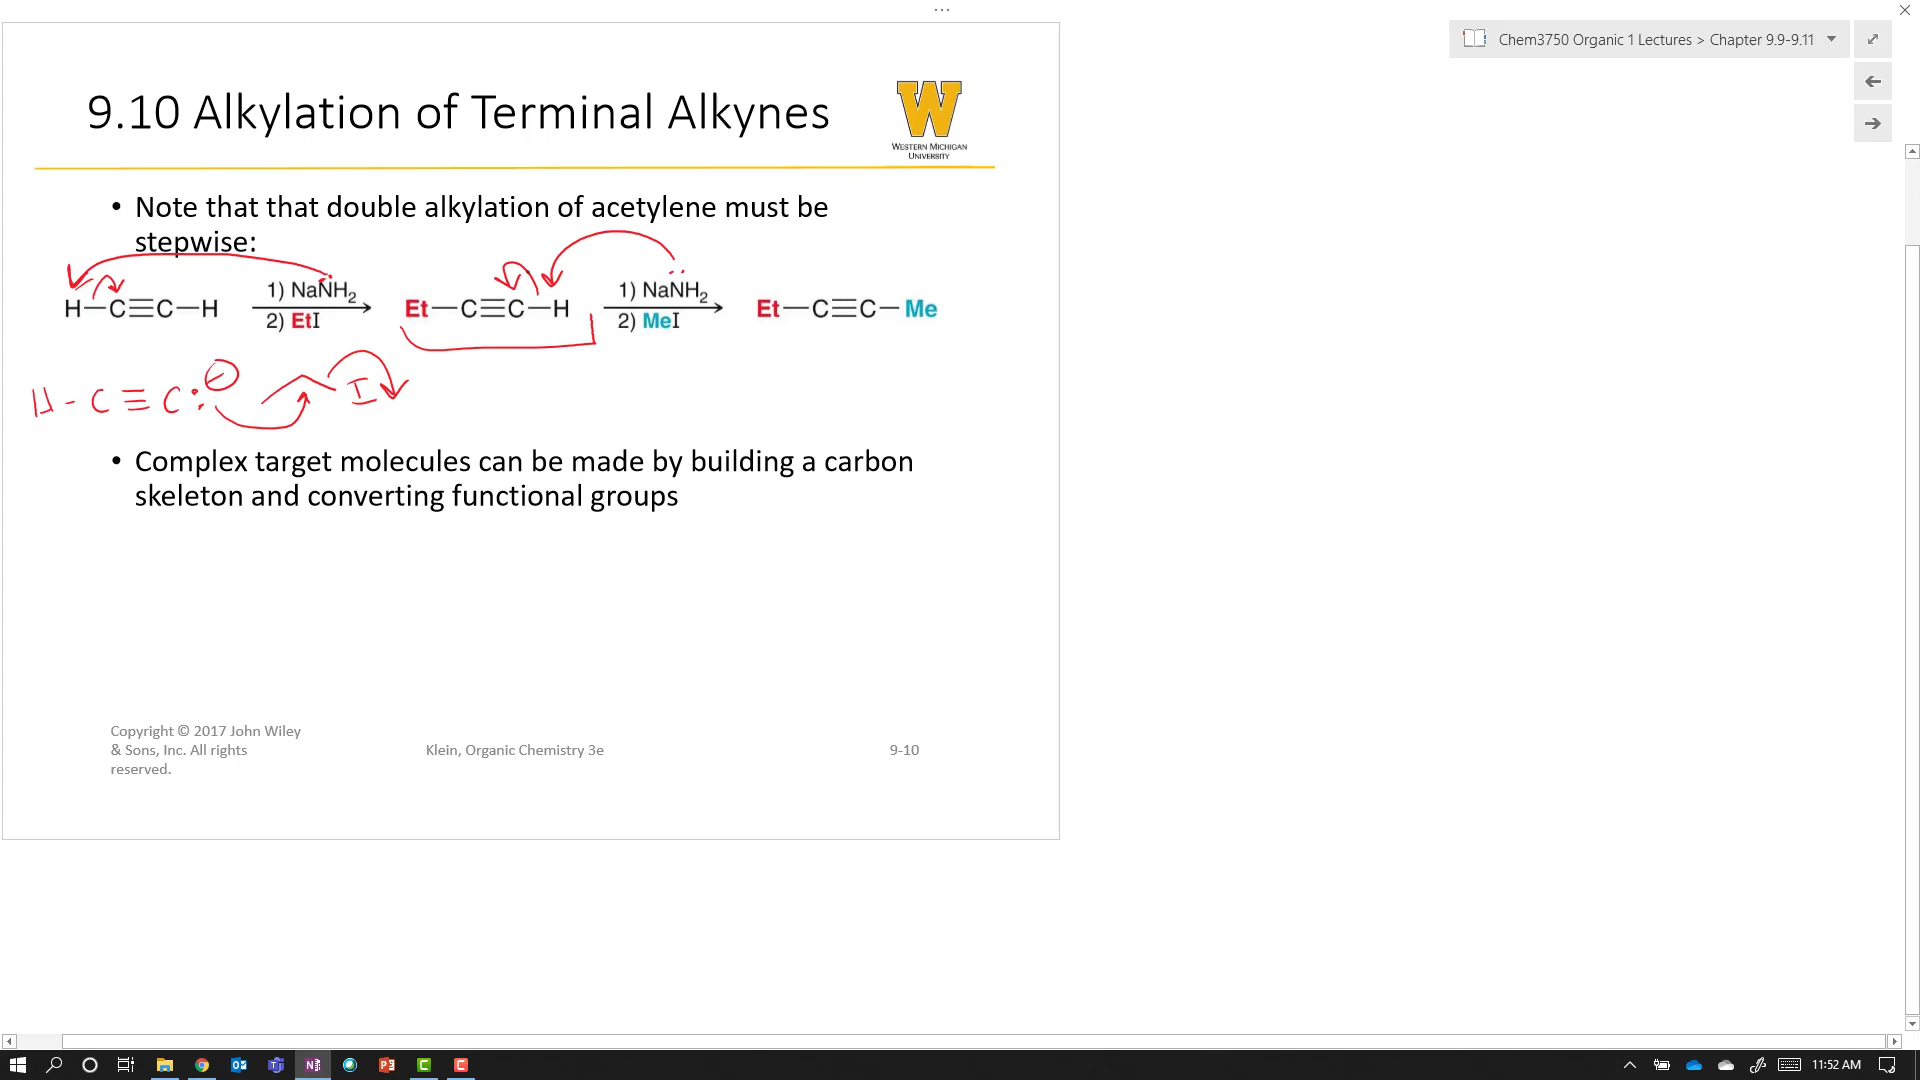 Chem3750 Organic 1 Lectures > Chapter 9.9-9.11
9.10 Alkylation of Terminal Alkynes
W
WESTERN MICHIGAN
UNIVERSITY
• Note that that double alkylation of acetylene must be
stepwise:
H—C≡C—H 1) NaNH₂ 2) EtI Et—C≡C—H 1) NaNH₂ 2) MeI Et—C≡C—Me
H-C≡C:⊖ I
• Complex target molecules can be made by building a carbon
skeleton and converting functional groups
Copyright © 2017 John Wiley
& Sons, Inc. All rights
reserved.
Klein, Organic Chemistry 3e
9-10
11:52 AM